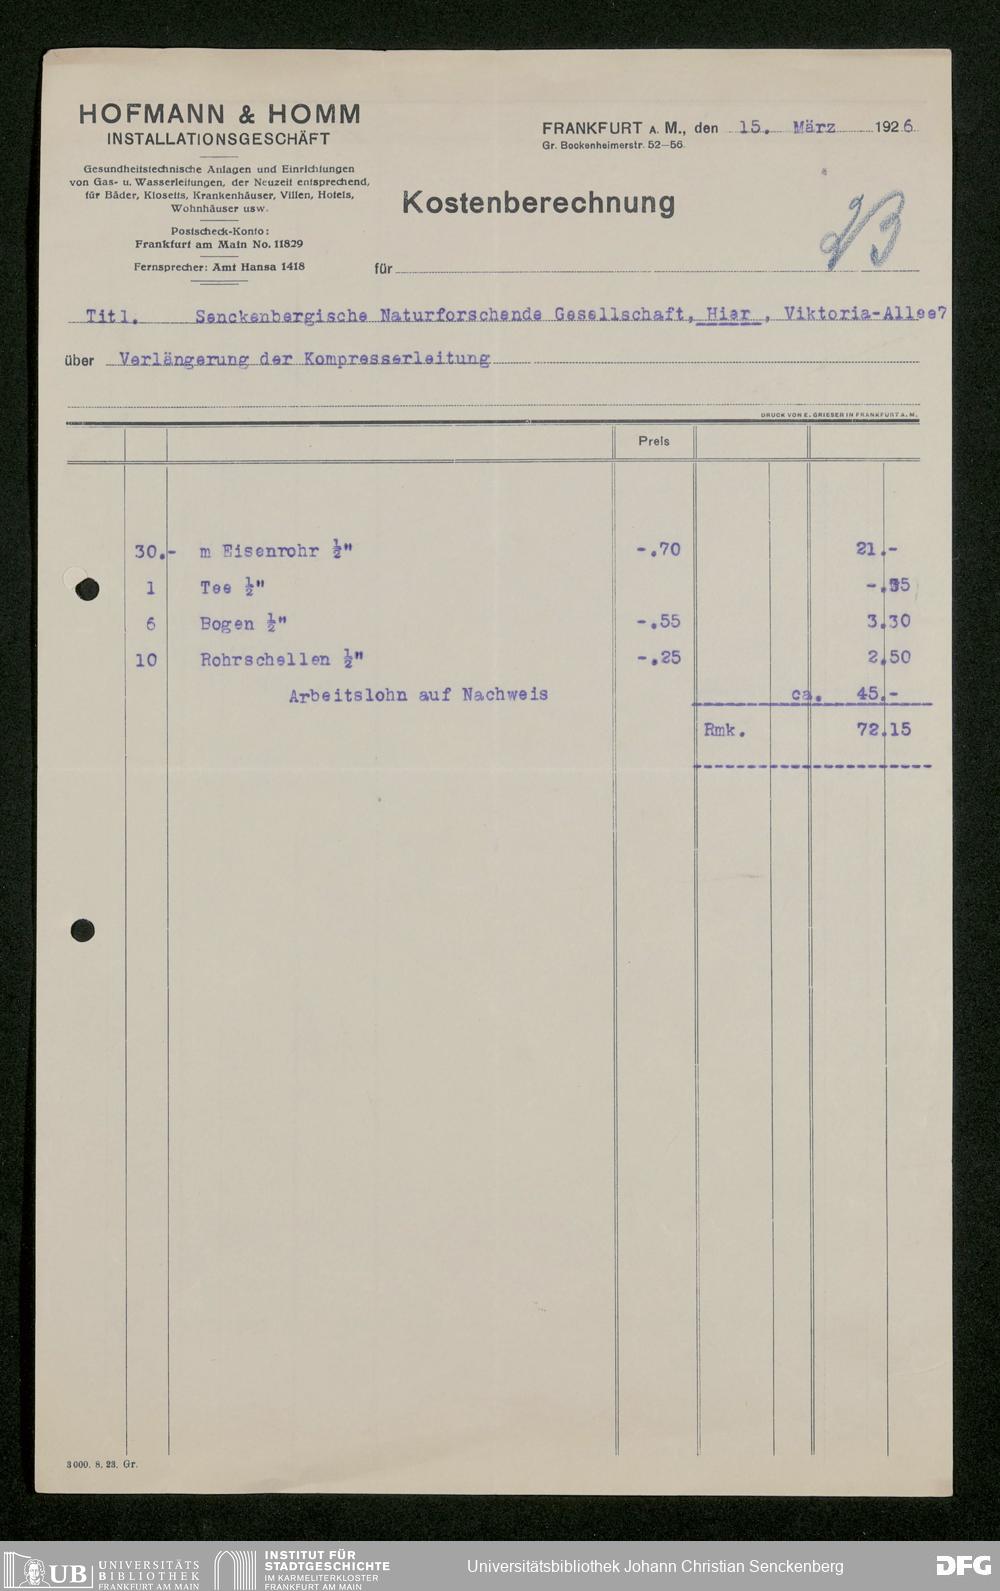 HOFMANN & HOMM
INSTALLATIONSGESCHÄFT
Gesundheitstechnische Anlagen und Einrichtungen
von Gas- u. Wasserleitungen, der Neuzeit entsprechend,
für Bäder, Klosetts, Krankenhäuser, Villen, Hotels,
Wohnhäuser usw.
Postscheck-Konto:
Frankfurt am Main No. 11829
Fernsprecher: Amt Hansa 1418
FRANKFURT A. M., den 15. März 1926.
Gr. Bockenheimerstr. 52—56.
Kostenberechnung
für
Titl. Senckenbergische Naturforschende Gesellschaft, Hier, Viktoria-Allee7
über Verlängerung der Kompresserleitung
DRUCK VON E. GRIESER IN FRANKFURT A. M.
Preis
30.- m Eisenrohr ½" -.70 21.-
1 Tee ½" -.35
6 Bogen ½" -.55 3.30
10 Rohrschellen ½" -.25 2.50
Arbeitslohn auf Nachweis ca. 45.-
Rmk. 72.15
3000. 8. 23. Gr.
UB UNIVERSITÄTS
BIBLIOTHEK
FRANKFURT AM MAIN
INSTITUT FÜR
STADTGESCHICHTE
IM KARMELITERKLOSTER
FRANKFURT AM MAIN
Universitätsbibliothek Johann Christian Senckenberg
DFG